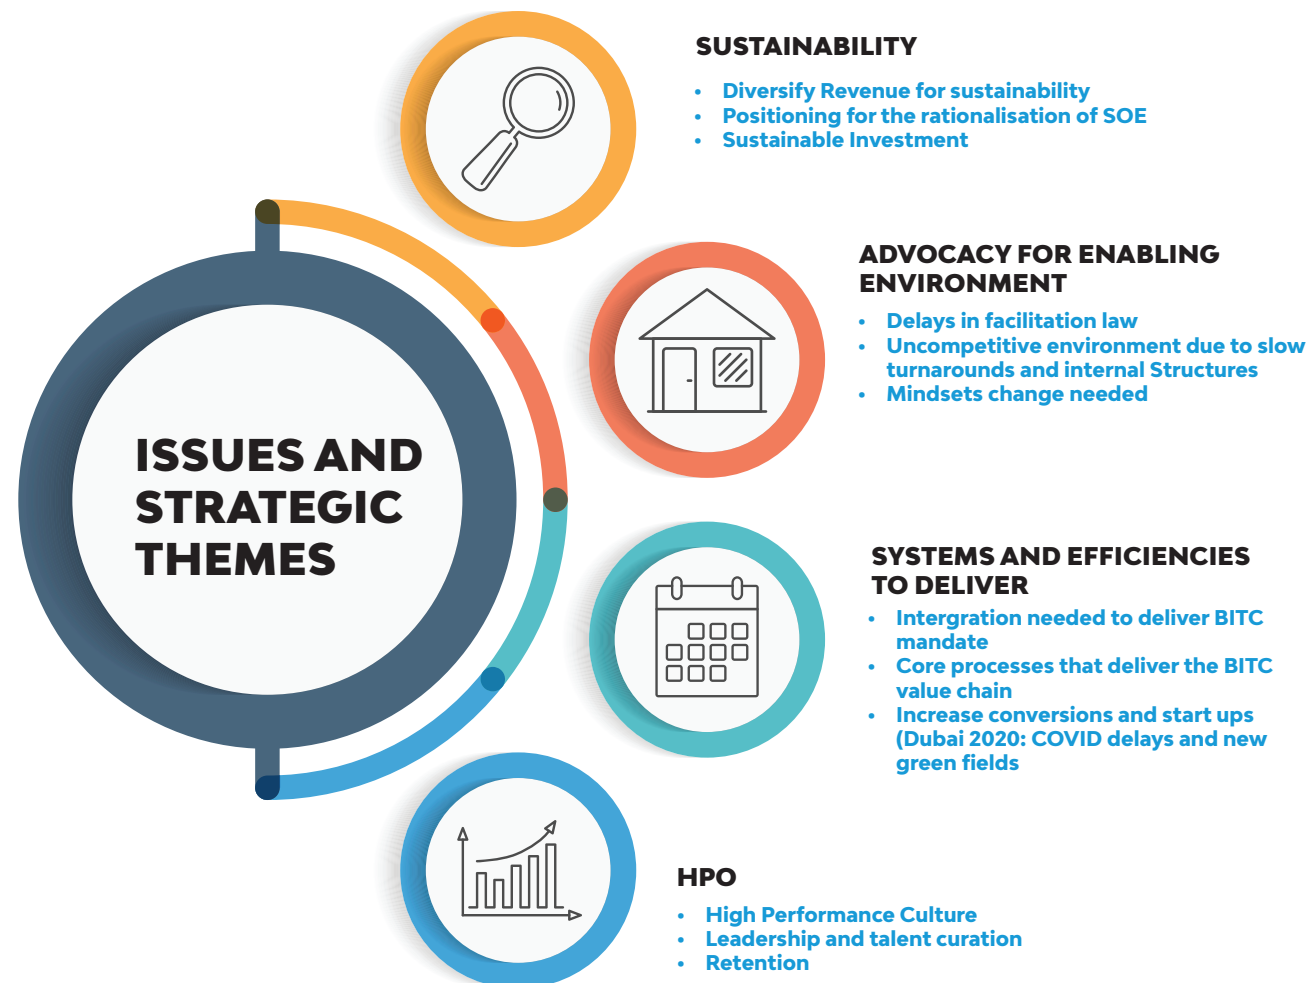 SUSTAINABILITY
• Diversify Revenue for sustainability
• Positioning for the rationalisation of SOE
• Sustainable Investment
ADVOCACY FOR ENABLING
ENVIRONMENT
• Delays in facilitation law
• Uncompetitive environment due to slow
turnarounds and internal Structures
• Mindsets change needed
ISSUES AND
STRATEGIC
THEMES
SYSTEMS AND EFFICIENCIES
TO DELIVER
• Intergration needed to deliver BITC
mandate
• Core processes that deliver the BITC
value chain
• Increase conversions and start ups
(Dubai 2020: COVID delays and new
green fields
HPO
• High Performance Culture
• Leadership and talent curation
• Retention